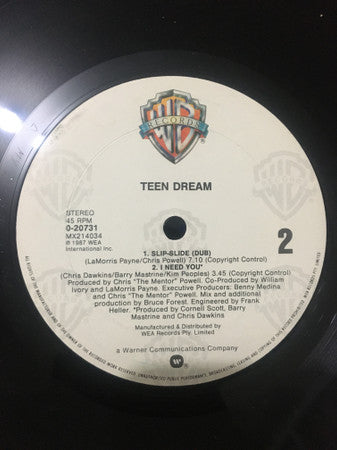 WB
RECORDS
TEEN DREAM
STEREO
45 RPM
0-20731
MX214034
℗ 1987 WEA
International Inc.
2
1. SLIP-SLIDE (DUB)
(LaMorris Payne/Chris Powell) 7.10 (Copyright Control)
2. I NEED YOU*
(Chris Dawkins/Barry Mastrine/Kim Peoples) 3.45 (Copyright Control)
Produced by Chris "The Mentor" Powell. Co-Produced by William
Ivory and LaMorris Payne. Executive Producers: Benny Medina
and Chris "The Mentor" Powell. Mix and additional
production by Bruce Forest. Engineered by Frank
Heller. *Produced by Cornell Scott, Barry
Mastrine and Chris Dawkins
Manufactured & Distributed by
WEA Records Pty. Limited
a Warner Communications Company